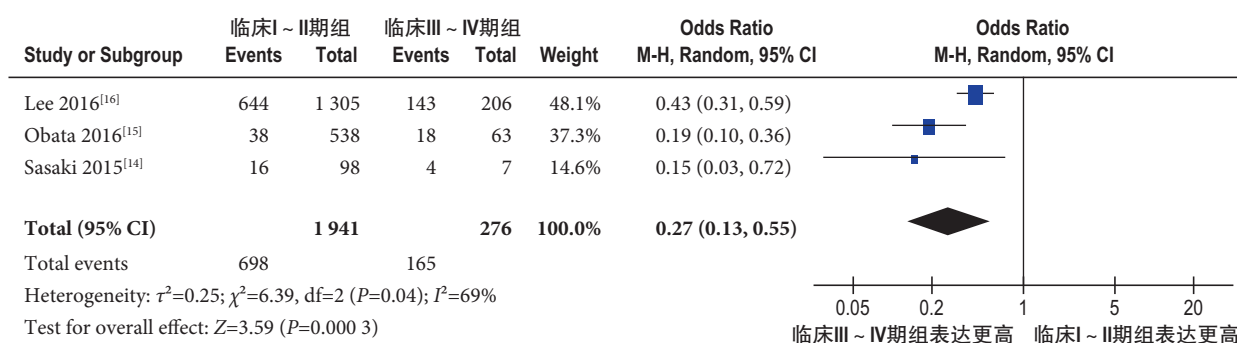 临床I ~ II期组 临床III ~ IV期组 Odds Ratio Odds Ratio
Study or Subgroup Events Total Events Total Weight M-H, Random, 95% CI M-H, Random, 95% CI
Lee 2016[16] 644 1 305 143 206 48.1% 0.43 (0.31, 0.59)
Obata 2016[15] 38 538 18 63 37.3% 0.19 (0.10, 0.36)
Sasaki 2015[14] 16 98 4 7 14.6% 0.15 (0.03, 0.72)
Total (95% CI) 1 941 276 100.0% 0.27 (0.13, 0.55)
Total events 698 165
Heterogeneity: τ²=0.25; χ²=6.39, df=2 (P=0.04); I²=69%
Test for overall effect: Z=3.59 (P=0.000 3)
0.05 0.2 1 5 20
临床III ~ IV期组表达更高 临床I ~ II期组表达更高